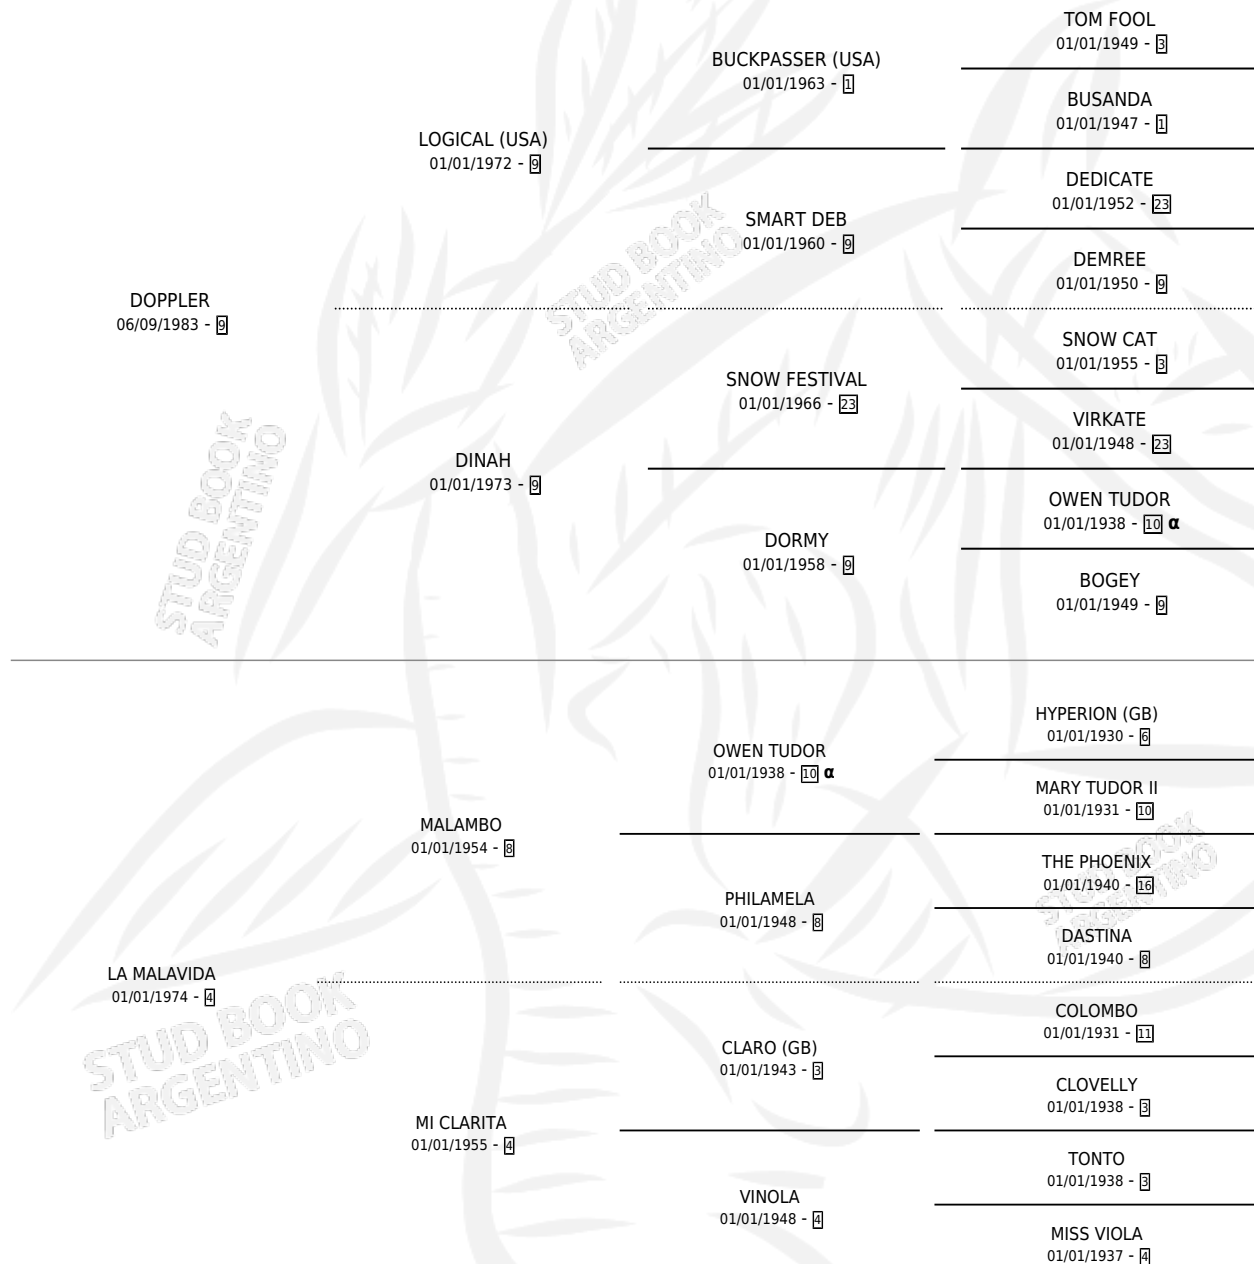 TOM FOOL
01/01/1949 - 3
BUCKPASSER (USA)
01/01/1963 - 1
BUSANDA
01/01/1947 - 1
LOGICAL (USA)
01/01/1972 - 9
DEDICATE
01/01/1952 - 23
SMART DEB
01/01/1960 - 9
DEMREE
01/01/1950 - 9
DOPPLER
06/09/1983 - 9
SNOW CAT
01/01/1955 - 3
SNOW FESTIVAL
01/01/1966 - 23
VIRKATE
01/01/1948 - 23
DINAH
01/01/1973 - 9
OWEN TUDOR
01/01/1938 - 10 α
DORMY
01/01/1958 - 9
BOGEY
01/01/1949 - 9
HYPERION (GB)
01/01/1930 - 6
OWEN TUDOR
01/01/1938 - 10 α
MARY TUDOR II
01/01/1931 - 10
MALAMBO
01/01/1954 - 8
THE PHOENIX
01/01/1940 - 16
PHILAMELA
01/01/1948 - 8
DASTINA
01/01/1940 - 8
LA MALAVIDA
01/01/1974 - 4
COLOMBO
01/01/1931 - 11
CLARO (GB)
01/01/1943 - 3
CLOVELLY
01/01/1938 - 3
MI CLARITA
01/01/1955 - 4
TONTO
01/01/1938 - 3
VINOLA
01/01/1948 - 4
MISS VIOLA
01/01/1937 - 4
STUD BOOK
ARGENTINO
STUD BOOK
ARGENTINO
STUD BOOK
ARGENTINO
STUD BOOK
ARGENTINO